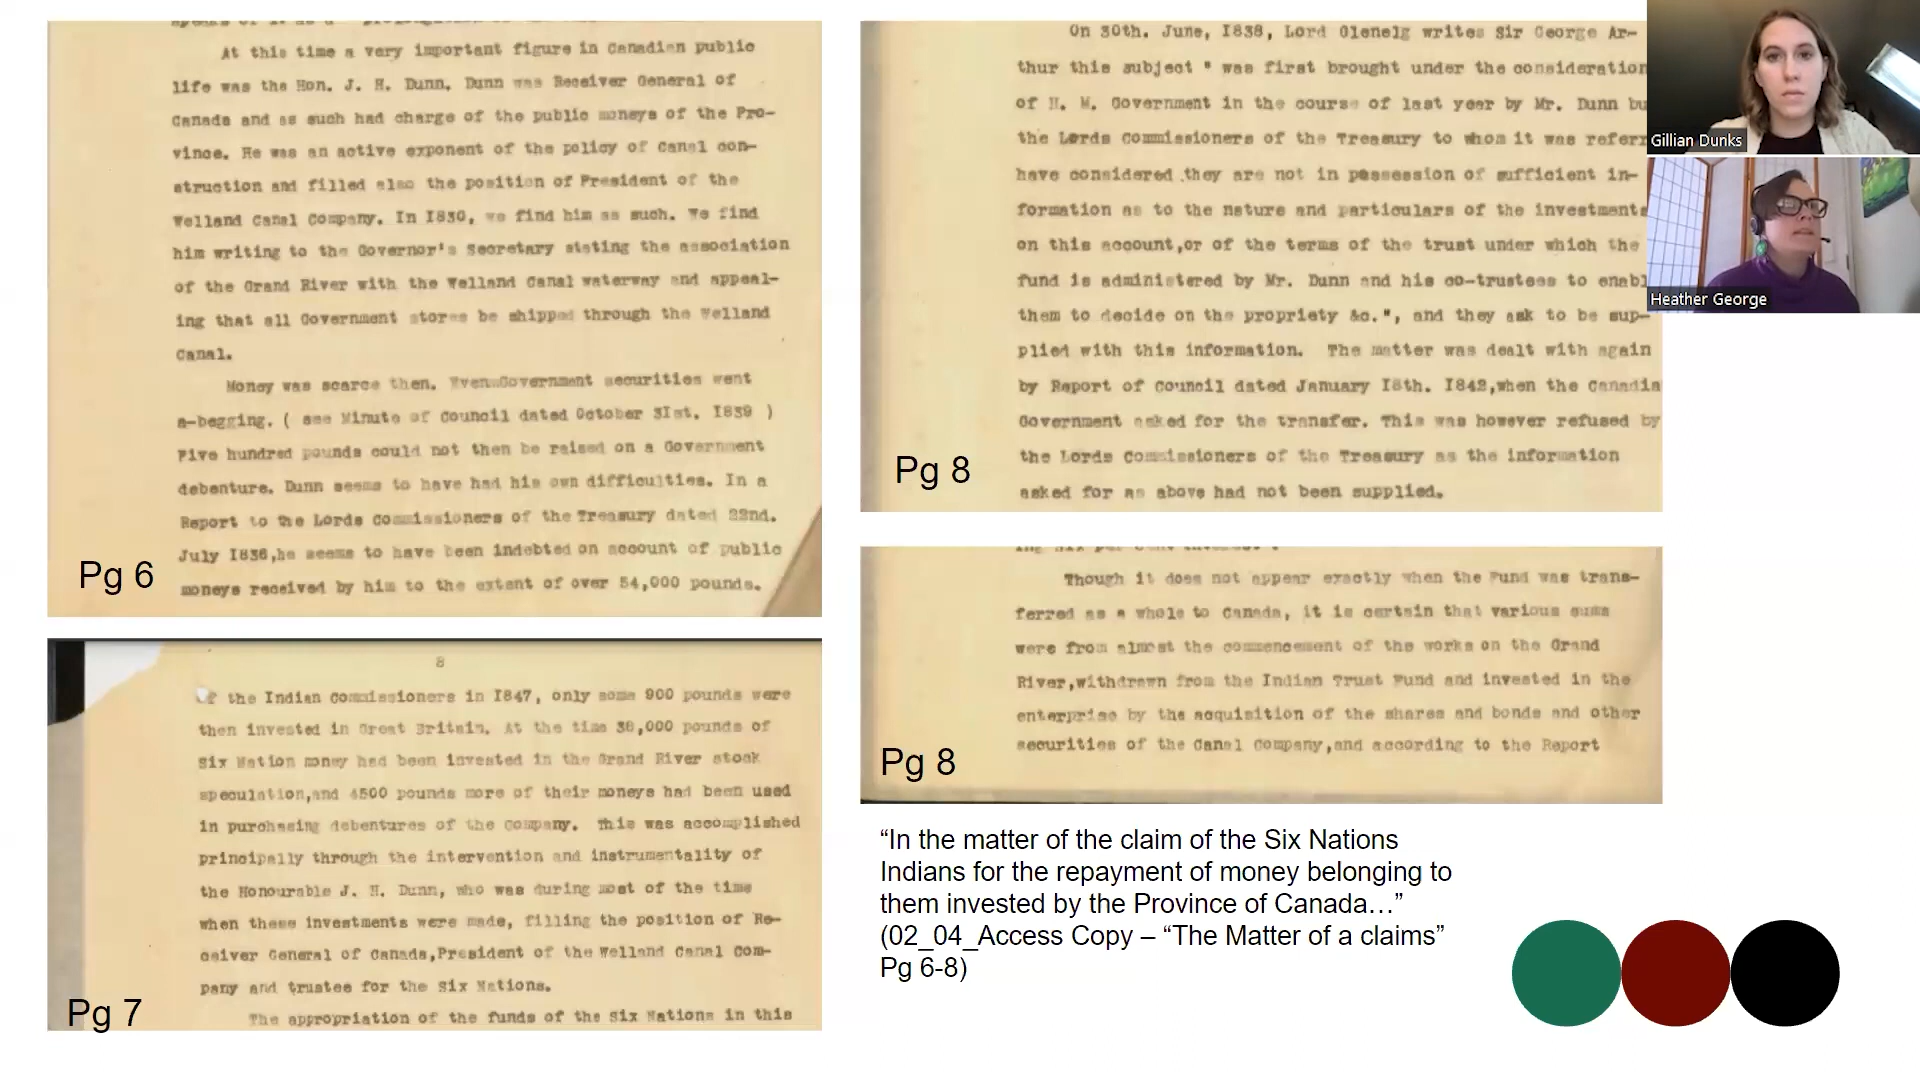 At this time a very important figure in Canadian public
life was the Hon. J. H. Dunn. Dunn was Receiver General of
Canada and as such had charge of the public moneys of the Pro-
vince. He was an active exponent of the policy of Canal con-
struction and filled also the position of President of the
Welland Canal Company. In I830, we find him as such. We find
him writing to the Governor's Secretary stating the association
of the Grand River with the Welland Canal waterway and appeal-
ing that all Government stores be shipped through the Welland
Canal.
Money was scarce then. Even Government securities went
a-begging. ( see Minute of Council dated October 3Ist. I839 )
Five hundred pounds could not then be raised on a Government
debenture. Dunn seems to have had his own difficulties. In a
Report to the Lords Commissioners of the Treasury dated 22nd.
July I836,he seems to have been indebted on account of public
moneys received by him to the extent of over 54,000 pounds.
Pg 6
8
the Indian Commissioners in I847, only some 900 pounds were
then invested in Great Britain. At the time 38,000 pounds of
Six Nation money had been invested in the Grand River stock
speculation,and 4500 pounds more of their moneys had been used
in purchasing debentures of the Company. This was accomplished
principally through the intervention and instrumentality of
the Honourable J. H. Dunn, who was during most of the time
when these investments were made, filling the position of Re-
ceiver General of Canada,President of the Welland Canal Com-
pany and trustee for the Six Nations.
The appropriation of the funds of the Six Nations in this
Pg 7
On 30th. June, I838, Lord Glenelg writes Sir George Ar-
thur this subject " was first brought under the consideration
of H. M. Government in the course of last year by Mr. Dunn bu
the Lords Commissioners of the Treasury to whom it was referr
have considered they are not in possession of sufficient in-
formation as to the nature and particulars of the investments
on this account,or of the terms of the trust under which the
fund is administered by Mr. Dunn and his co-trustees to enabl
them to decide on the propriety &c.", and they ask to be sup-
plied with this information. The matter was dealt with again
by Report of Council dated January I8th. I842,when the Canadia
Government asked for the transfer. This was however refused by
the Lords Commissioners of the Treasury as the information
asked for as above had not been supplied.
Pg 8
Though it does not appear exactly when the Fund was trans-
ferred as a whole to Canada, it is certain that various sums
were from almost the commencement of the works on the Grand
River,withdrawn from the Indian Trust Fund and invested in the
enterprise by the acquisition of the shares and bonds and other
securities of the Canal Company,and according to the Report
Pg 8
“In the matter of the claim of the Six Nations
Indians for the repayment of money belonging to
them invested by the Province of Canada…”
(02_04_Access Copy – “The Matter of a claims”
Pg 6-8)
Gillian Dunks
Heather George